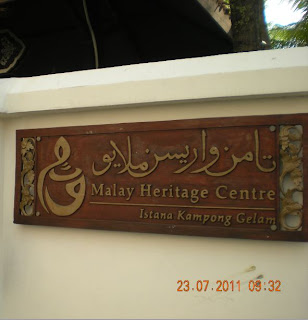 تامن واريسن ملايو
Malay Heritage Centre
Istana Kampong Gelam
23.07.2011 09:32